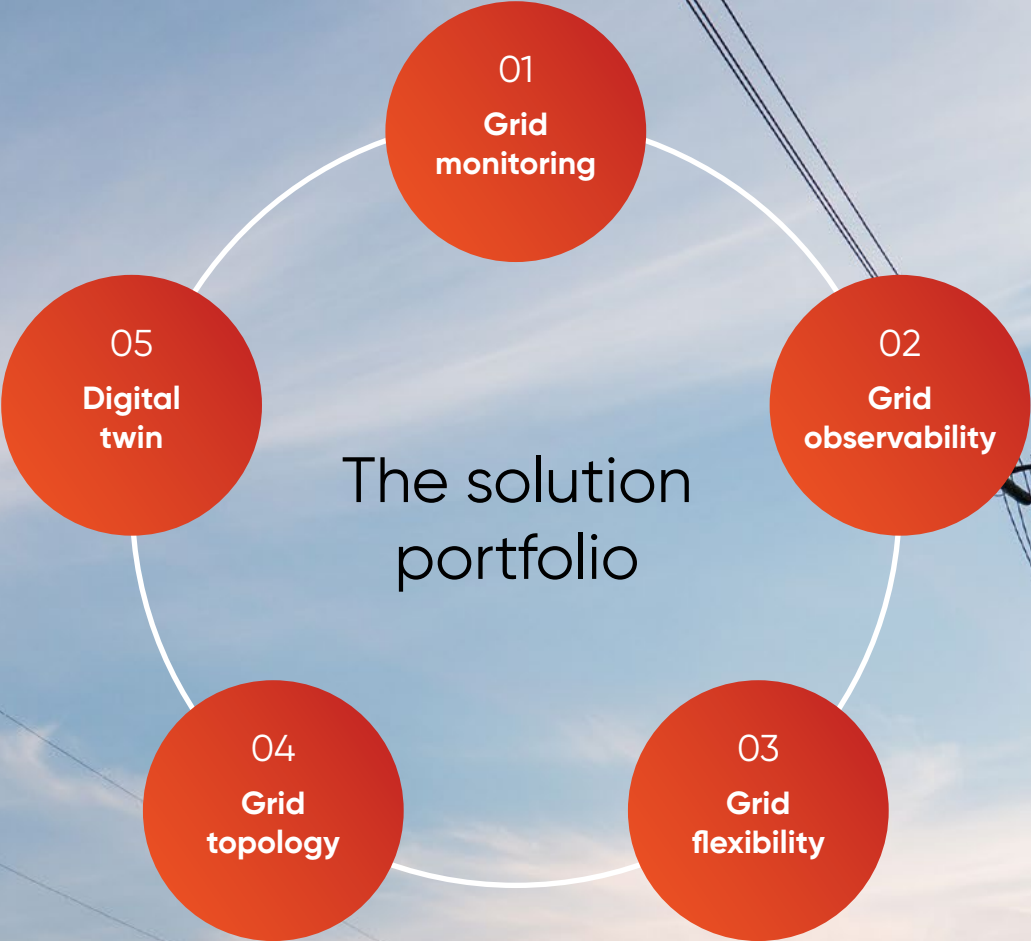 01
Grid
monitoring
02
Grid
observability
03
Grid
flexibility
04
Grid
topology
05
Digital
twin
The solution
portfolio